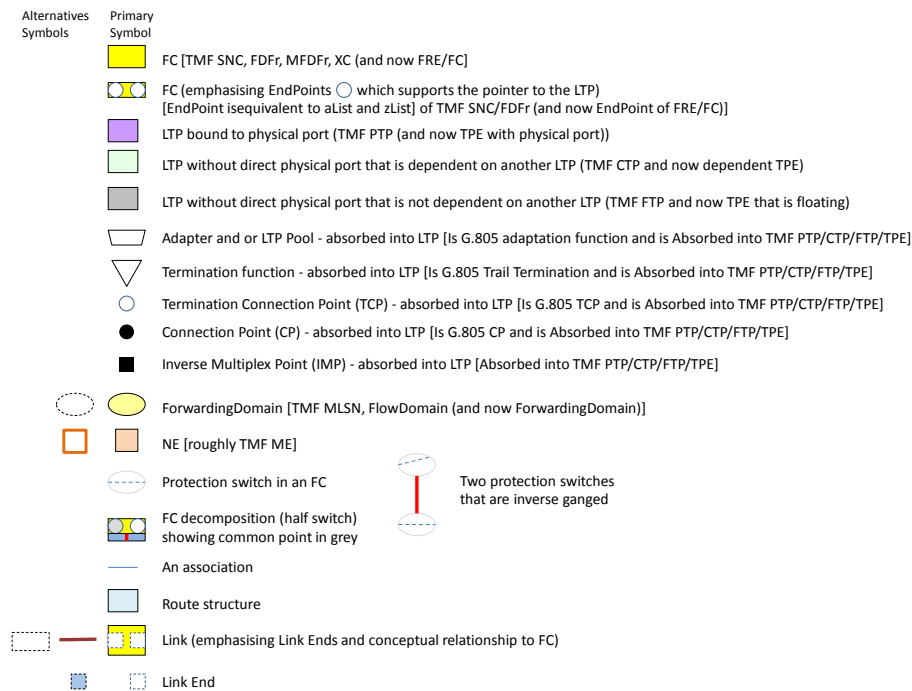 Alternatives Primary
Symbols Symbol
FC [TMF SNC, FDFr, MFDFr, XC (and now FRE/FC]
FC (emphasising EndPoints which supports the pointer to the LTP)
[EndPoint isequivalent to aList and zList] of TMF SNC/FDFr (and now EndPoint of FRE/FC)]
LTP bound to physical port (TMF PTP (and now TPE with physical port))
LTP without direct physical port that is dependent on another LTP (TMF CTP and now dependent TPE)
LTP without direct physical port that is not dependent on another LTP (TMF FTP and now TPE that is floating)
Adapter and or LTP Pool - absorbed into LTP [Is G.805 adaptation function and is Absorbed into TMF PTP/CTP/FTP/TPE]
Termination function - absorbed into LTP [Is G.805 Trail Termination and is Absorbed into TMF PTP/CTP/FTP/TPE]
Termination Connection Point (TCP) - absorbed into LTP [Is G.805 TCP and is Absorbed into TMF PTP/CTP/FTP/TPE]
Connection Point (CP) - absorbed into LTP [Is G.805 CP and is Absorbed into TMF PTP/CTP/FTP/TPE]
Inverse Multiplex Point (IMP) - absorbed into LTP [Absorbed into TMF PTP/CTP/FTP/TPE]
ForwardingDomain [TMF MLSN, FlowDomain (and now ForwardingDomain)]
NE [roughly TMF ME]
Protection switch in an FC
Two protection switches
that are inverse ganged
FC decomposition (half switch)
showing common point in grey
An association
Route structure
Link (emphasising Link Ends and conceptual relationship to FC)
Link End